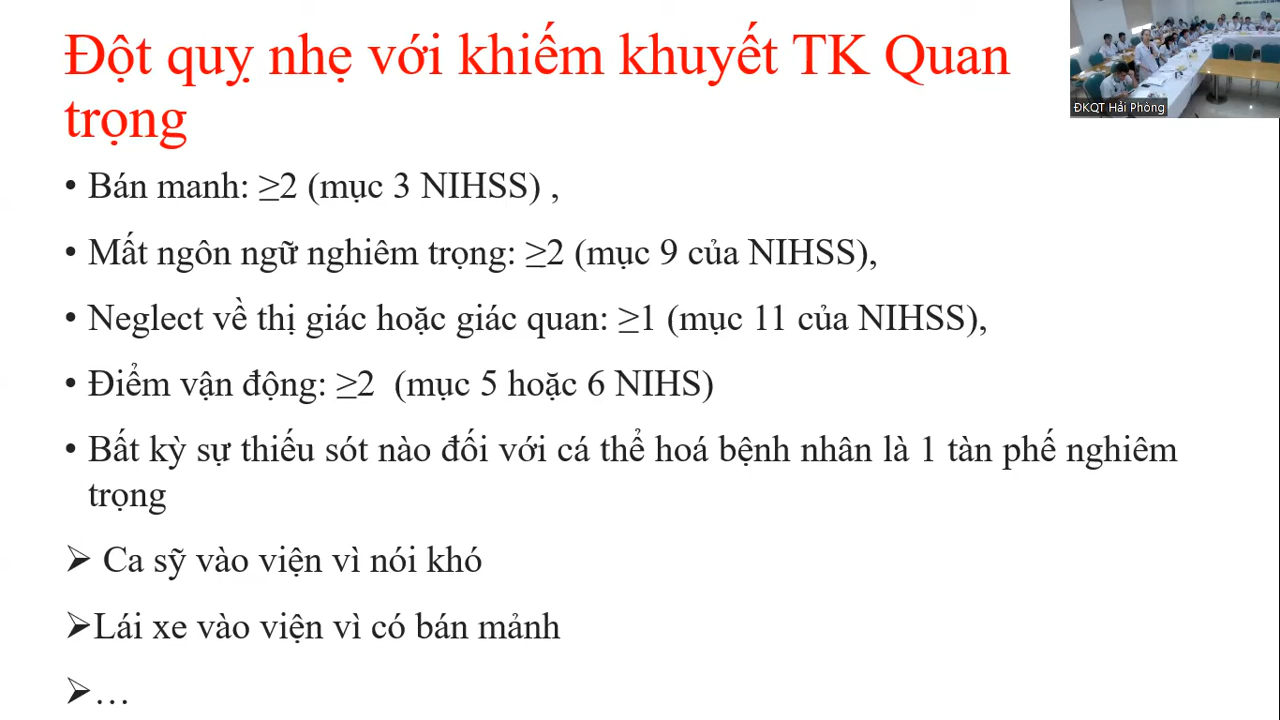 Đột quỵ nhẹ với khiếm khuyết TK Quan
trọng
• Bán manh: ≥2 (mục 3 NIHSS) ,
• Mất ngôn ngữ nghiêm trọng: ≥2 (mục 9 của NIHSS),
• Neglect về thị giác hoặc giác quan: ≥1 (mục 11 của NIHSS),
• Điểm vận động: ≥2 (mục 5 hoặc 6 NIHS)
• Bất kỳ sự thiếu sót nào đối với cá thể hoá bệnh nhân là 1 tàn phế nghiêm
trọng
➢ Ca sỹ vào viện vì nói khó
➢Lái xe vào viện vì có bán mảnh
➢…
ĐKQT Hải Phòng